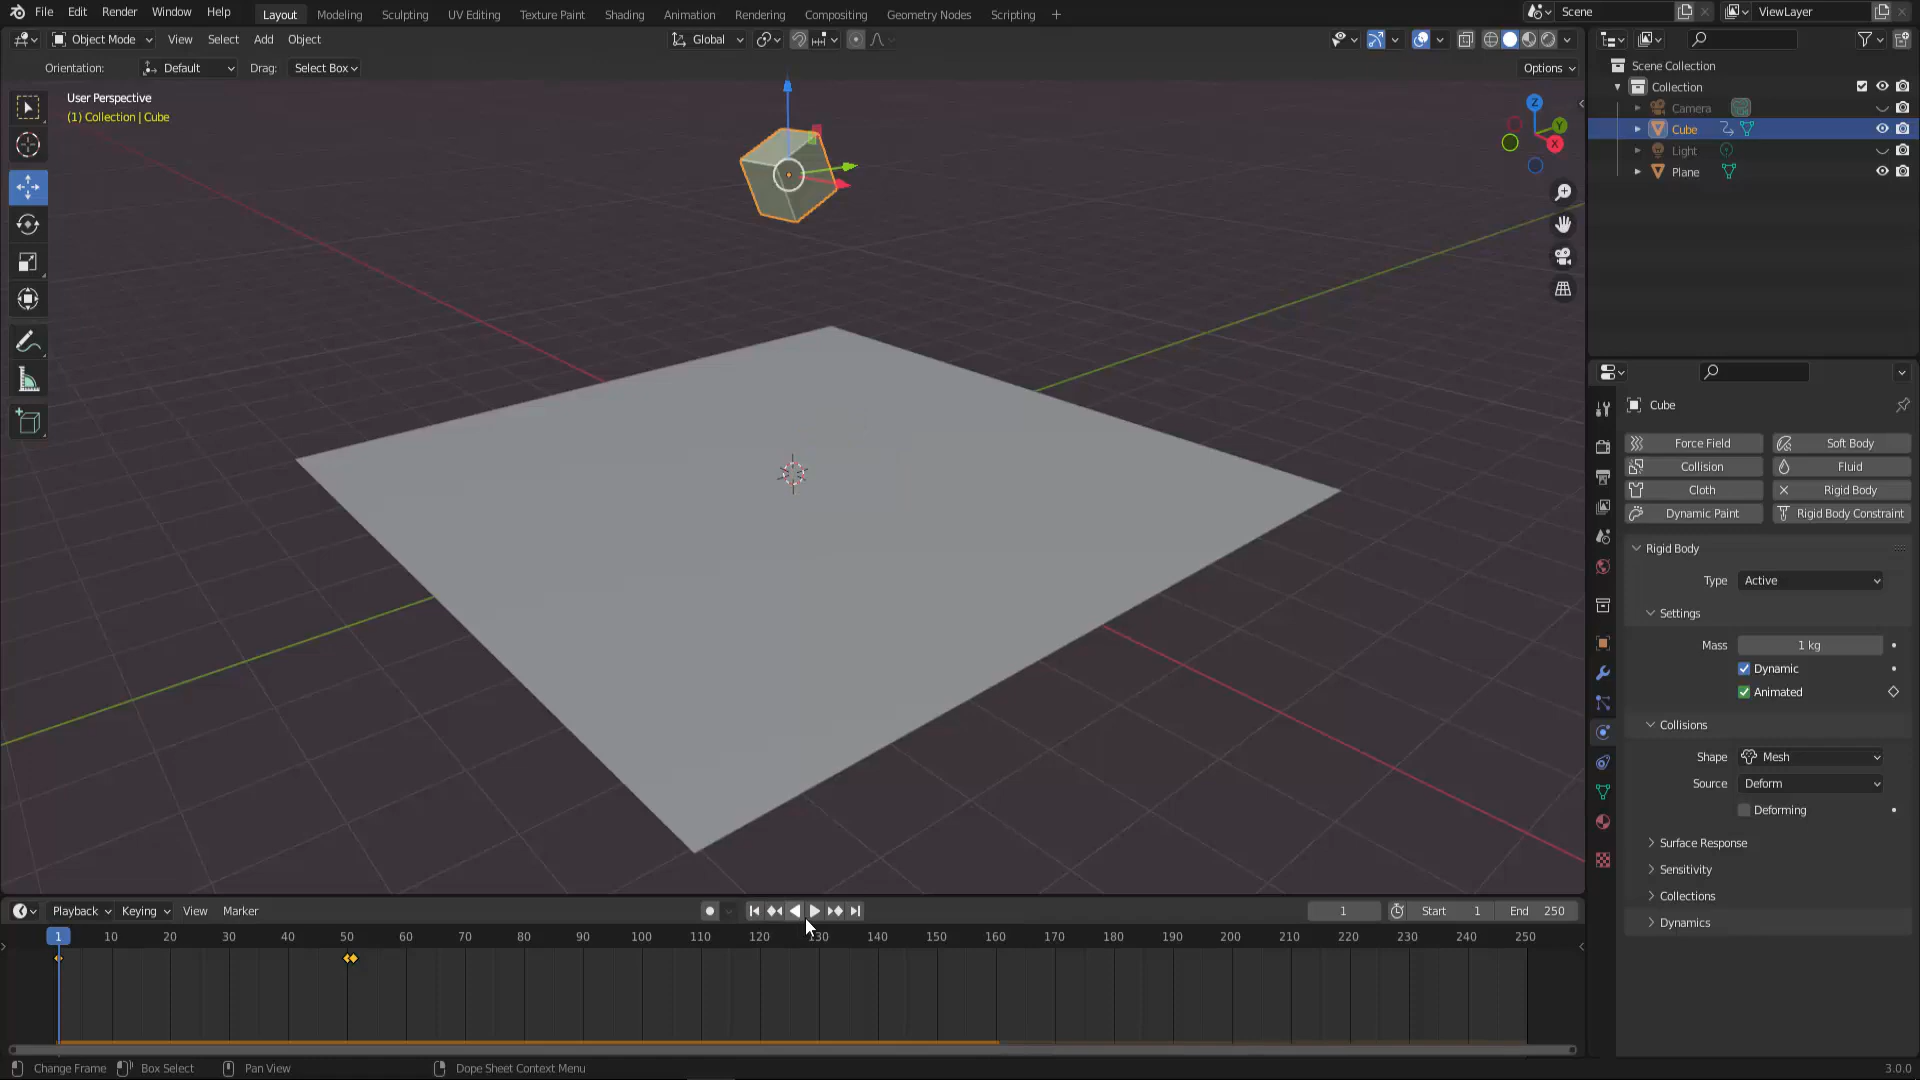 File Edit Render Window Help Layout Modeling Sculpting UV Editing Texture Paint Shading Animation Rendering Compositing Geometry Nodes Scripting + Scene ViewLayer
Object Mode View Select Add Object Global
Orientation: Default Drag: Select Box Options
User Perspective
(1) Collection | Cube
Z
Y
X
Scene Collection
Collection
Camera
Cube
Light
Plane
Cube
Force Field Soft Body
Collision Fluid
Cloth Rigid Body
Dynamic Paint Rigid Body Constraint
Rigid Body
Type Active
Settings
Mass 1 kg
Dynamic
Animated
Collisions
Shape Mesh
Source Deform
Deforming
Surface Response
Sensitivity
Collections
Dynamics
Playback Keying View Marker 1 Start 1 End 250
1 10 20 30 40 50 60 70 80 90 100 110 120 130 140 150 160 170 180 190 200 210 220 230 240 250
Change Frame Box Select Pan View Dope Sheet Context Menu 3.0.0